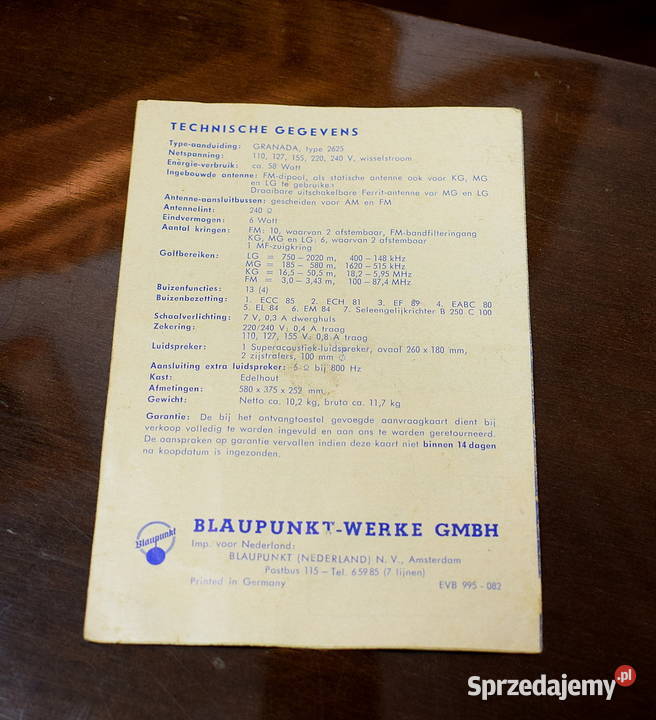 TECHNISCHE GEGEVENS
Type-aanduiding: GRANADA, type 2625
Netspanning: 110, 127, 155, 220, 240 V, wisselstroom
Energie-verbruik: ca. 58 Watt
Ingebouwde antenne: FM-dipool, als statische antenne ook voor KG, MG
en LG te gebruiken
Draaibare uitschakelbare Ferrit-antenne var MG en LG
Antenne-aansluitbussen: gescheiden voor AM en FM
Antennelint: 240 Ω
Eindvermogen: 6 Watt
Aantal kringen: FM: 10, waarvan 2 afstembaar, FM-bandfilteringang
KG, MG en LG: 6, waarvan 2 afstembaar
1 MF-zuigkring
Golfbereiken: LG = 750 – 2020 m, 400 – 148 kHz
MG = 185 – 580 m, 1620 – 515 kHz
KG = 16,5 – 50,5 m, 18,2 – 5,95 MHz
FM = 3,0 – 3,43 m, 100 – 87,4 MHz
Buizenfuncties: 13 (4)
Buizenbezetting: 1. ECC 85 2. ECH 81 3. EF 89 4. EABC 80
5. EL 84 6. EM 84 7. Seleengelijkrichter B 250 C 100
Schaalverlichting: 7 V, 0,3 A dwerghuls
Zekering: 220/240 V: 0,4 A traag
110, 127, 155 V: 0,8 A traag
Luidspreker: 1 Superacoustiek-luidspreker, ovaal 260 x 180 mm,
2 zijstralers, 100 mm ∅
Aansluiting extra luidspreker: 5 Ω bij 800 Hz
Kast: Edelhout
Afmetingen: 580 x 375 x 252 mm
Gewicht: Netto ca. 10,2 kg, bruto ca. 11,7 kg
Garantie: De bij het ontvangtoestel gevoegde aanvraagkaart dient bij
verkoop volledig te worden ingevuld en aan ons te worden geretourneerd.
De aanspraken op garantie vervallen indien deze kaart niet binnen 14 dagen
na koopdatum is ingezonden.
Blaupunkt
BLAUPUNKT-WERKE GMBH
Imp. voor Nederland:
BLAUPUNKT (NEDERLAND) N. V., Amsterdam
Postbus 115 – Tel. 65985 (7 lijnen)
Printed in Germany EVB 995 - 082
Sprzedajemy.pl